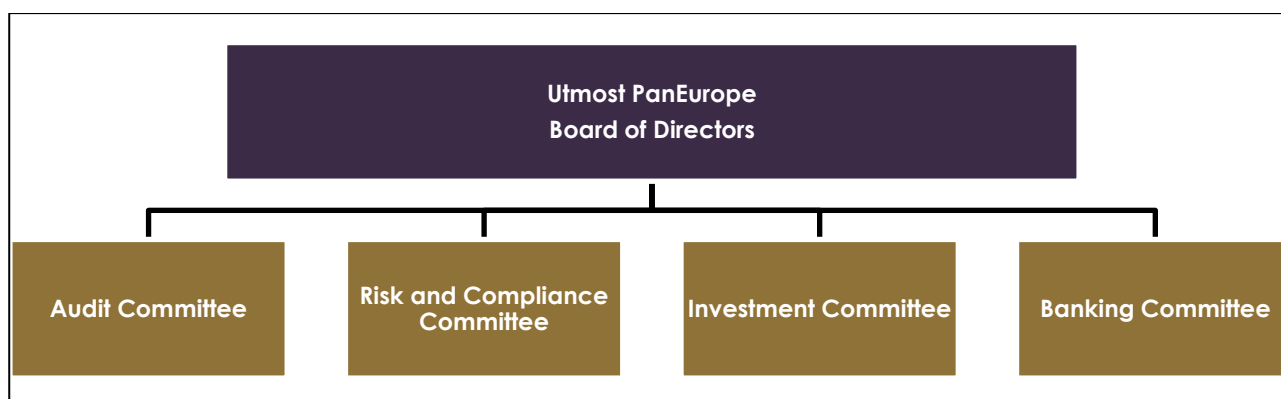 Utmost PanEurope
Board of Directors
Audit Committee
Risk and Compliance
Committee
Investment Committee
Banking Committee